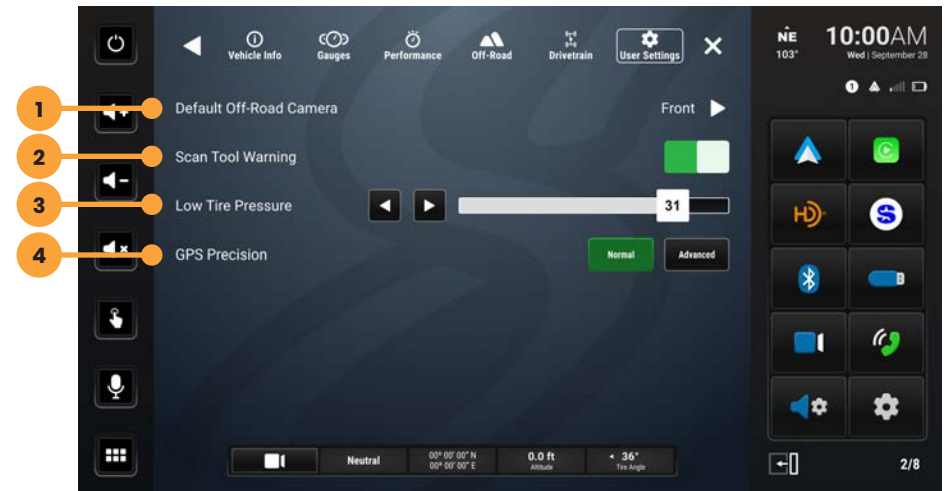 Vehicle Info
Gauges
Performance
Off-Road
Drivetrain
User Settings
NE
103°
10:00AM
Wed | September 28
1
1
Default Off-Road Camera
Front
2
Scan Tool Warning
3
Low Tire Pressure
31
4
GPS Precision
Normal
Advanced
HD
S
Neutral
00° 00' 00" N
00° 00' 00" E
0.0 ft
Altitude
36°
Tire Angle
2/8